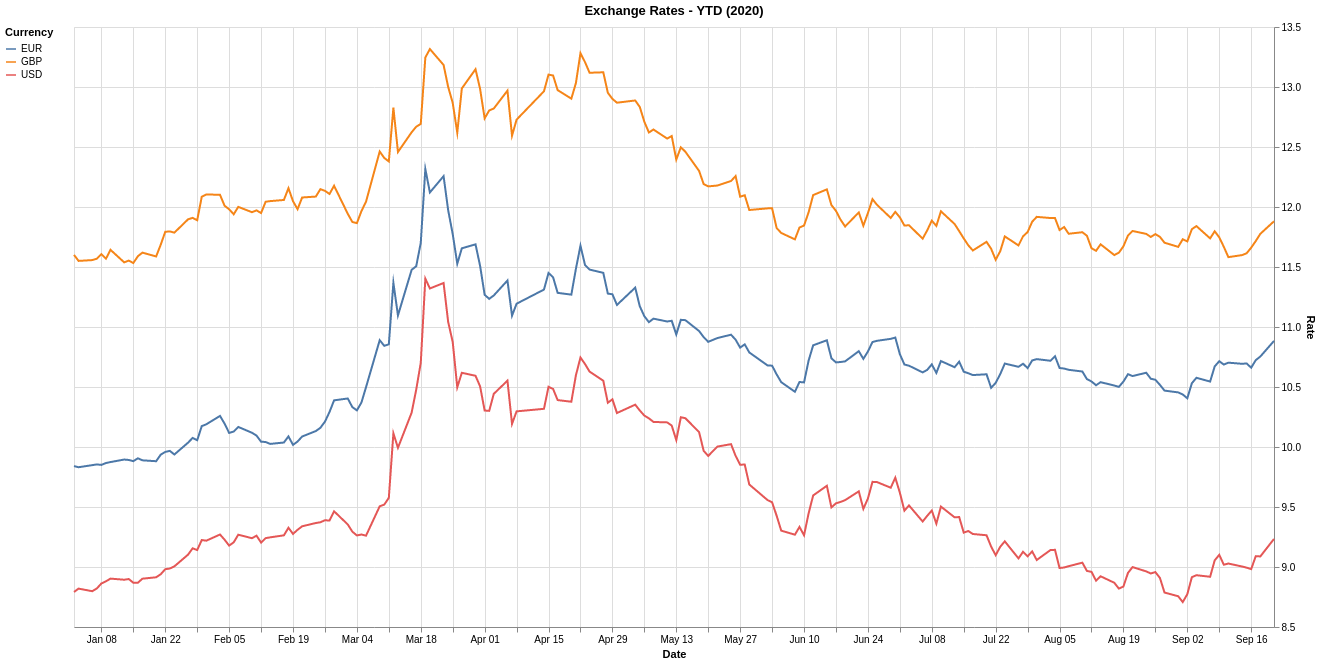 Exchange Rates - YTD (2020)
Currency
EUR
GBP
USD
13.5
13.0
12.5
12.0
11.5
11.0
10.5
10.0
9.5
9.0
8.5
Rate
Jan 08 Jan 22 Feb 05 Feb 19 Mar 04 Mar 18 Apr 01 Apr 15 Apr 29 May 13 May 27 Jun 10 Jun 24 Jul 08 Jul 22 Aug 05 Aug 19 Sep 02 Sep 16
Date